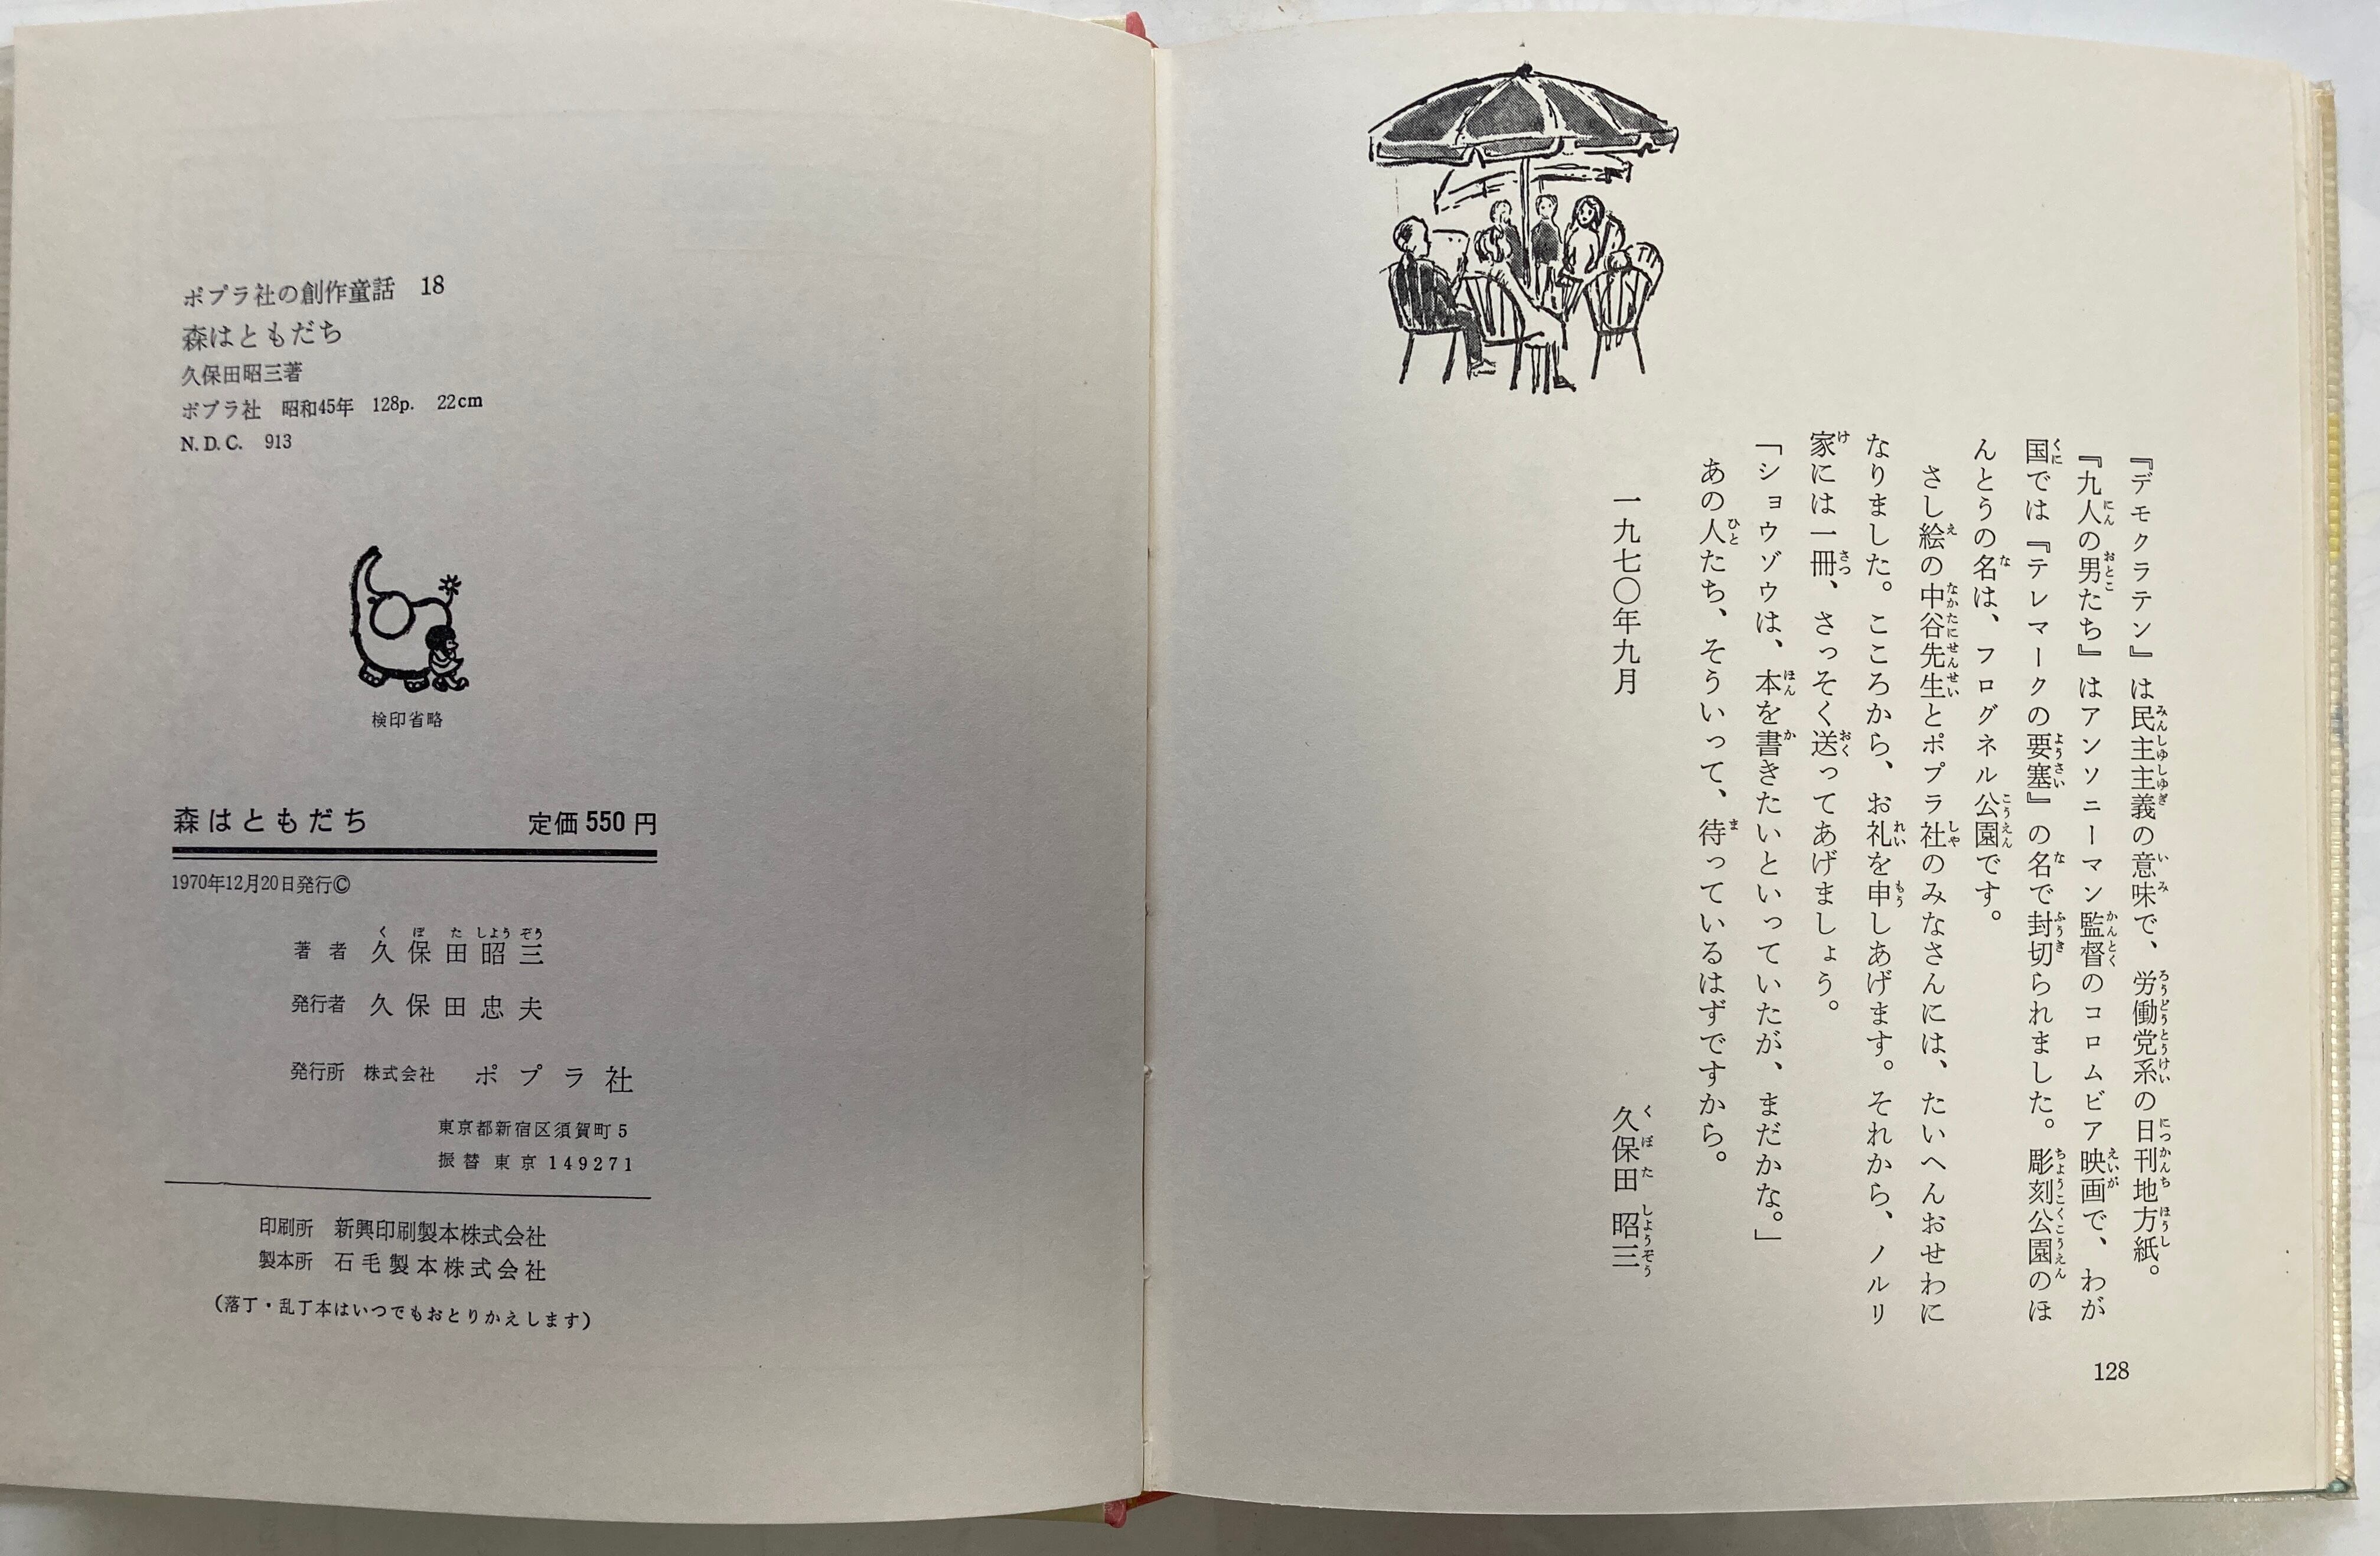 『デモクラテン』は民主主義の意味で、労働党系の日刊地方紙。
『九人の男たち』はアンソニーマン監督のコロムビア映画で、わが
国では『テレマークの要塞』の名で封切られました。彫刻公園のほ
んとうの名は、フログネル公園です。
さし絵の中谷先生とポプラ社のみなさんには、たいへんおせわに
なりました。こころから、お礼を申しあげます。それから、ノルリ
家には一冊、さっそく送ってあげましょう。
「ショウゾウは、本を書きたいといっていたが、まだかな。」
あの人たち、そういって、待っているはずですから。
一九七〇年九月
久保田 昭三
128
ポプラ社の創作童話 18
森はともだち
久保田昭三著
ポプラ社 昭和45年 128p. 22cm
N.D.C. 913
検印省略
森はともだち 定価 550 円
1970年12月20日発行©
著者 久保田昭三
発行者 久保田忠夫
発行所 株式会社 ポプラ社
東京都新宿区須賀町5
振替 東京 149271
印刷所 新興印刷製本株式会社
製本所 石毛製本株式会社
(落丁・乱丁本はいつでもおとりかえします)